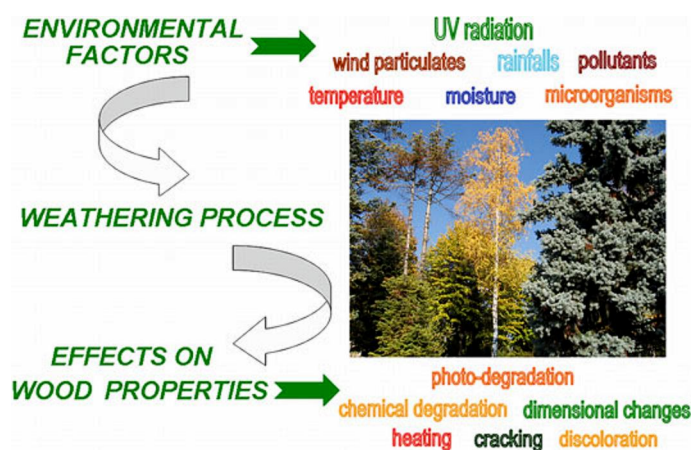 ENVIRONMENTAL
FACTORS
UV radiation
wind particulates rainfalls pollutants
temperature moisture microorganisms
WEATHERING PROCESS
EFFECTS ON
WOOD PROPERTIES
photo-degradation
chemical degradation dimensional changes
heating cracking discoloration